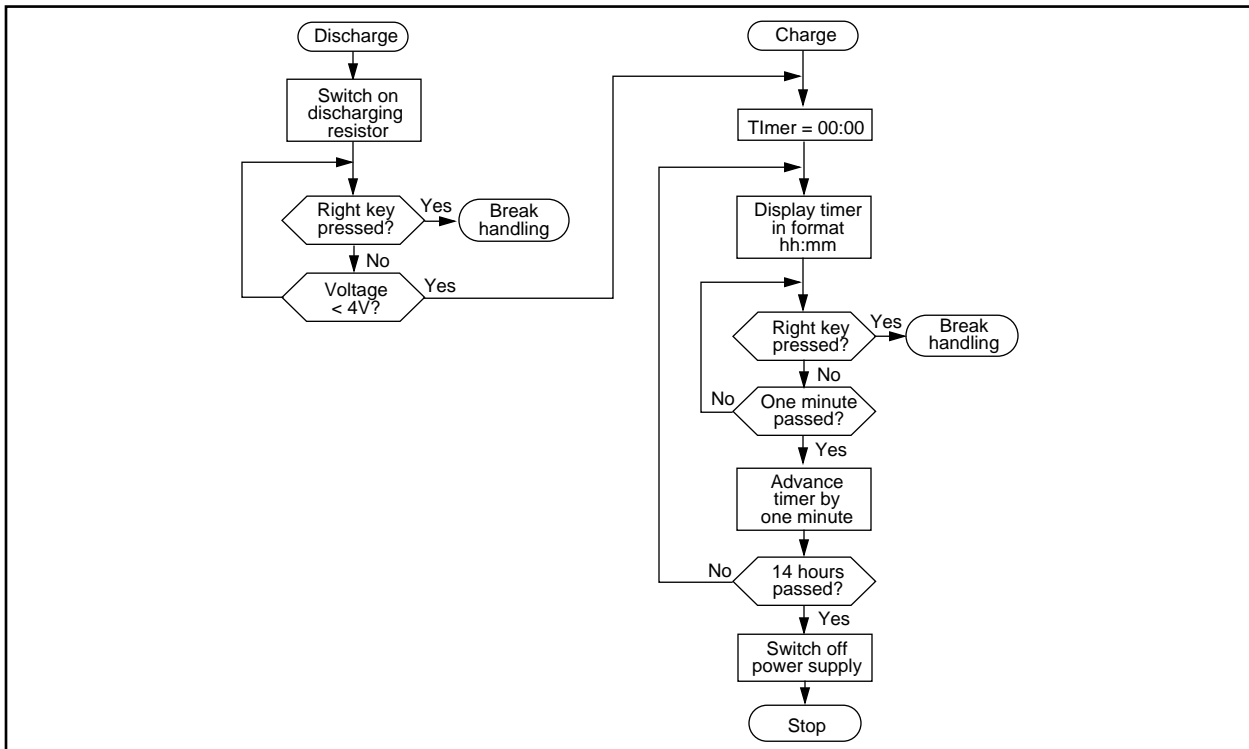 Discharge
Switch on
discharging
resistor
Right key
pressed?
Yes
Break
handling
No
Voltage
< 4V?
Yes
Charge
TImer = 00:00
Display timer
in format
hh:mm
Right key
pressed?
Yes
Break
handling
No
No
One minute
passed?
Yes
Advance
timer by
one minute
No
14 hours
passed?
Yes
Switch off
power supply
Stop